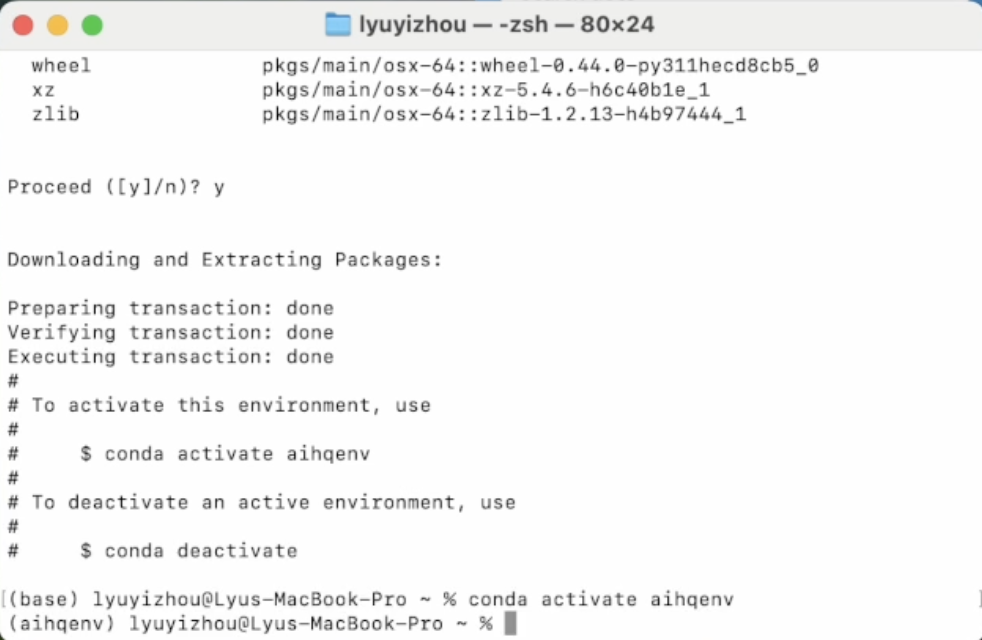 lyuyizhou — -zsh — 80×24
wheel pkgs/main/osx-64::wheel-0.44.0-py311hecd8cb5_0
xz pkgs/main/osx-64::xz-5.4.6-h6c40b1e_1
zlib pkgs/main/osx-64::zlib-1.2.13-h4b97444_1
Proceed ([y]/n)? y
Downloading and Extracting Packages:
Preparing transaction: done
Verifying transaction: done
Executing transaction: done
#
# To activate this environment, use
#
#     $ conda activate aihqenv
#
# To deactivate an active environment, use
#
#     $ conda deactivate
[(base) lyuyizhou@Lyus-MacBook-Pro ~ % conda activate aihqenv ]
(aihqenv) lyuyizhou@Lyus-MacBook-Pro ~ %